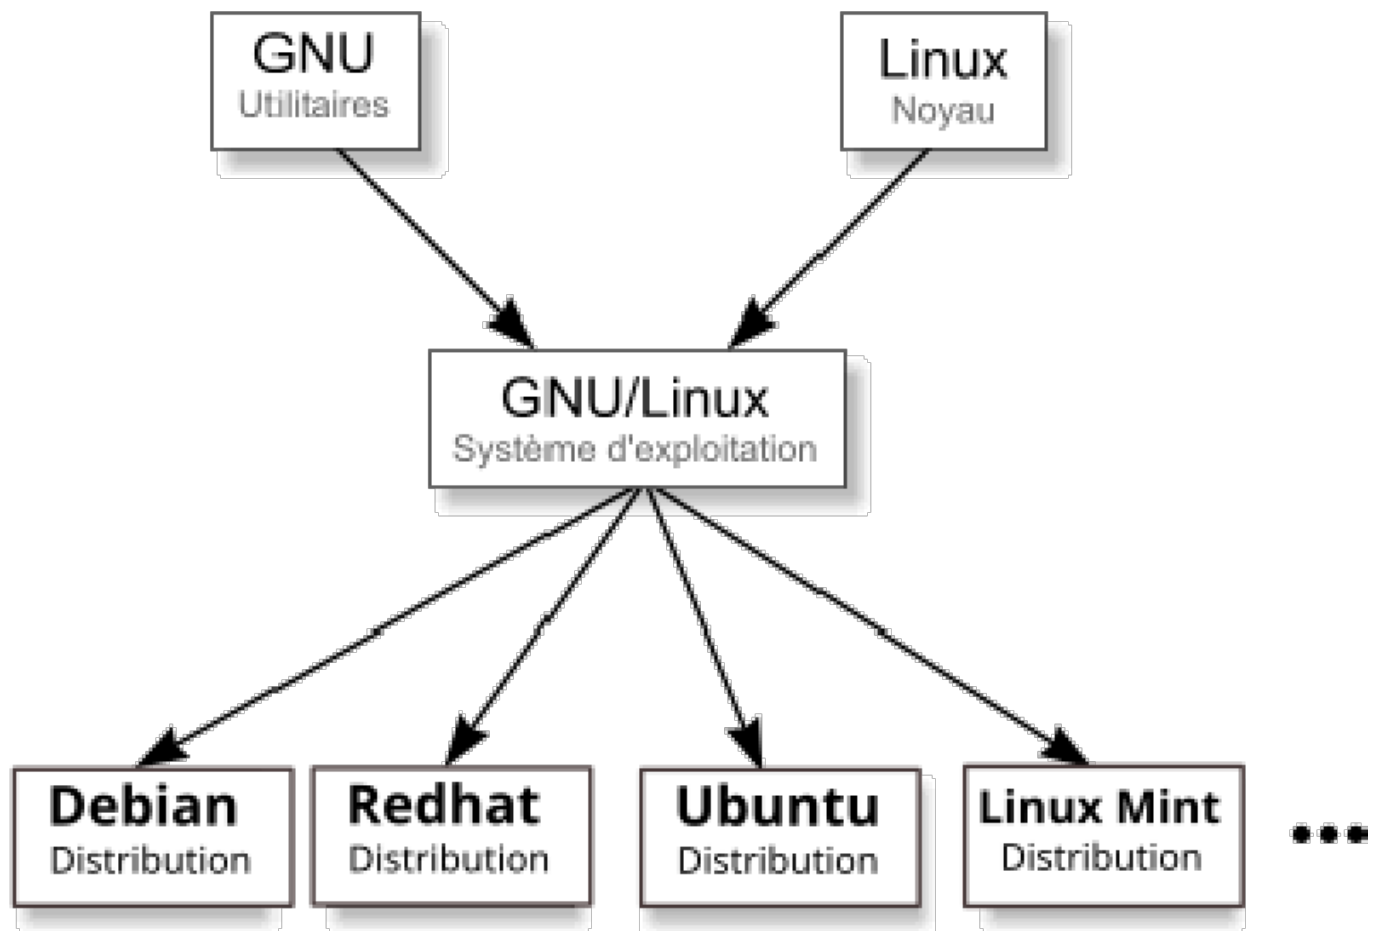 GNU
Utilitaires
Linux
Noyau
GNU/Linux
Système d'exploitation
Debian
Distribution
Redhat
Distribution
Ubuntu
Distribution
Linux Mint
Distribution
...